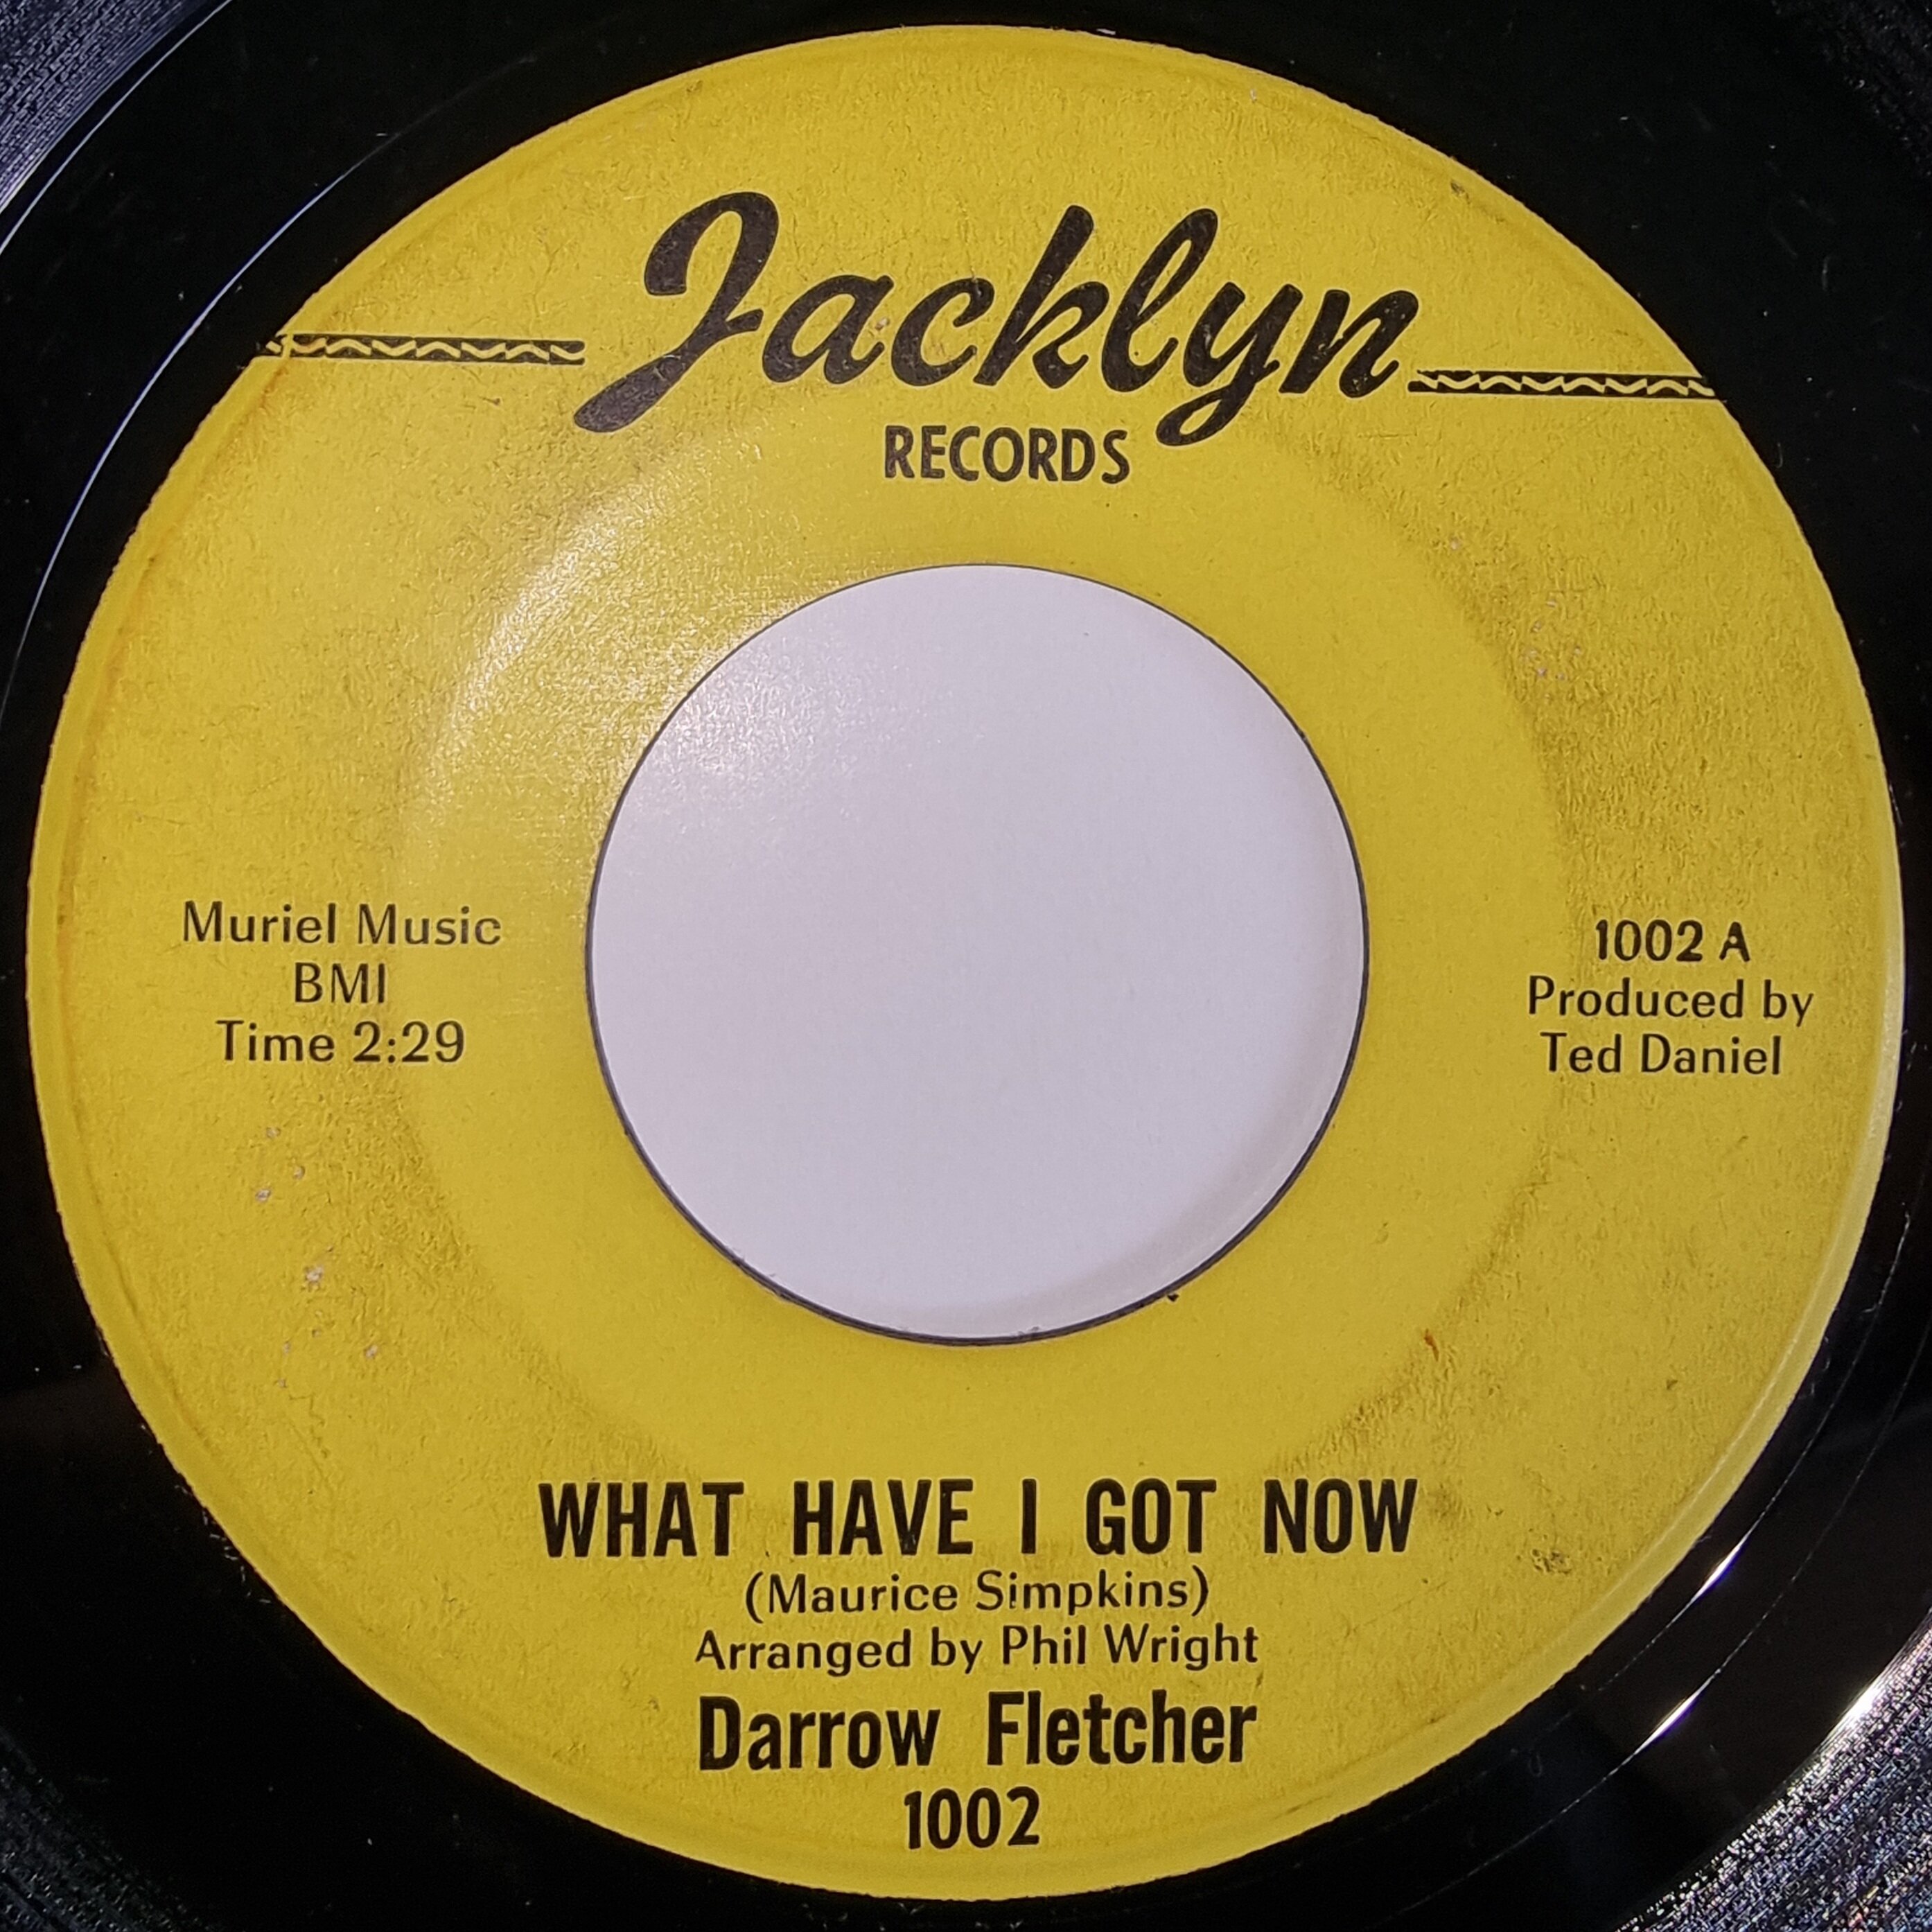 Jacklyn
RECORDS
Muriel Music
BMI
Time 2:29
1002 A
Produced by
Ted Daniel
WHAT HAVE I GOT NOW
(Maurice Simpkins)
Arranged by Phil Wright
Darrow Fletcher
1002